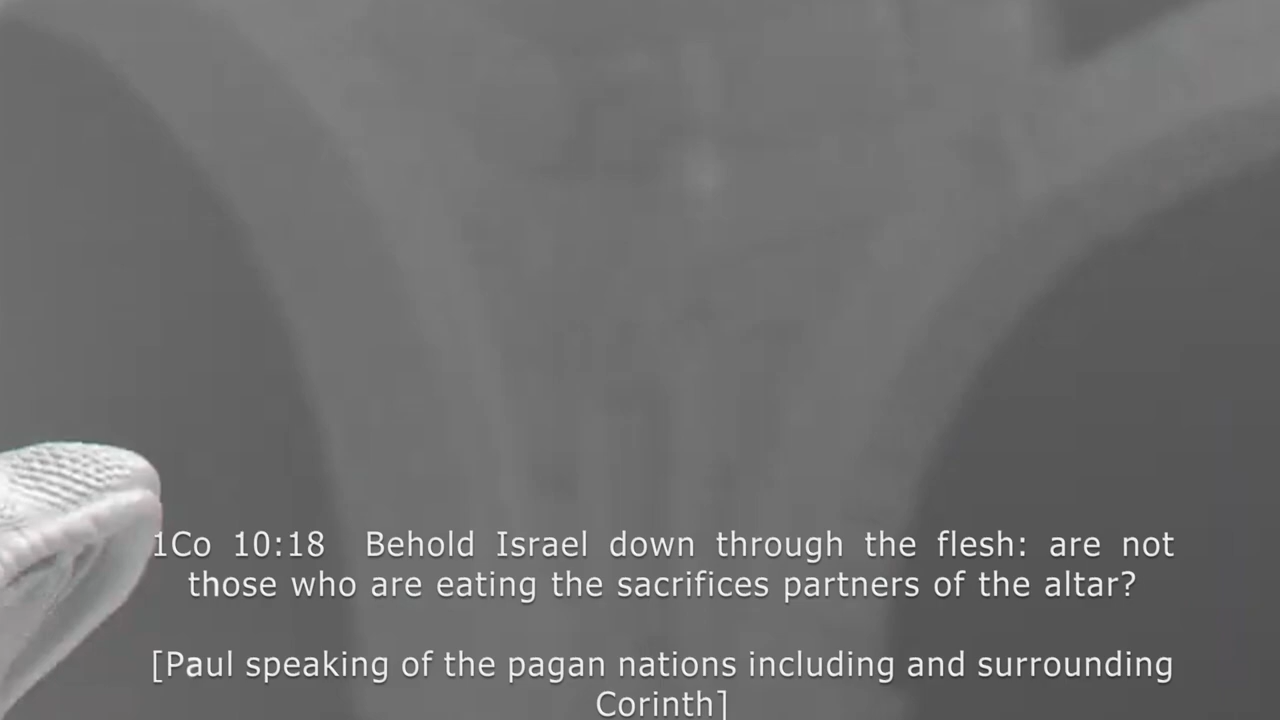 1Co 10:18 Behold Israel down through the flesh: are not
those who are eating the sacrifices partners of the altar?
[Paul speaking of the pagan nations including and surrounding
Corinth]